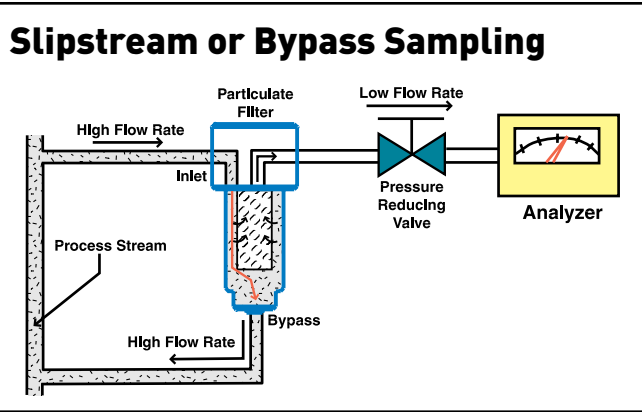 Slipstream or Bypass Sampling
Particulate
Filter
Low Flow Rate
High Flow Rate
Inlet
Pressure
Reducing
Valve
Analyzer
Process Stream
Bypass
High Flow Rate